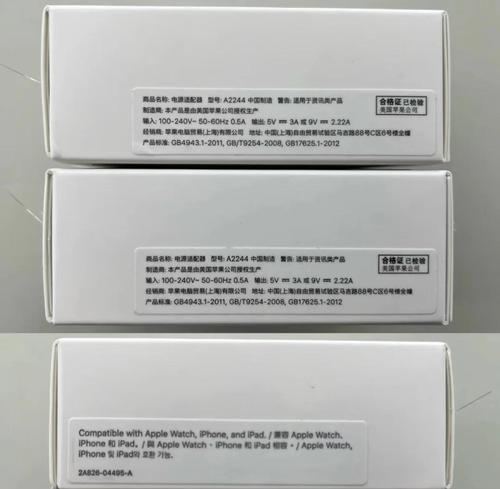 商品名称: 电源适配器 型号: A2244 中国制造 警告: 适用于资讯类产品
制造商: 本产品是由美国苹果公司授权生产
输入: 100-240V~ 50-60Hz 0.5A 输出: 5V ⎓ 3A 或 9V ⎓ 2.22A
经销商: 苹果电脑贸易(上海)有限公司 地址: 中国(上海)自由贸易试验区马吉路88号C区6号楼全幢
产品标准: GB4943.1-2011, GB/T9254-2008, GB17625.1-2012
合格证 已检验
美国苹果公司
商品名称: 电源适配器 型号: A2244 中国制造 警告: 适用于资讯类产品
制造商: 本产品是由美国苹果公司授权生产
输入: 100-240V~ 50-60Hz 0.5A 输出: 5V ⎓ 3A 或 9V ⎓ 2.22A
经销商: 苹果电脑贸易(上海)有限公司 地址: 中国(上海)自由贸易试验区马吉路88号C区6号楼全幢
产品标准: GB4943.1-2011, GB/T9254-2008, GB17625.1-2012
合格证 已检验
美国苹果公司
Compatible with Apple Watch, iPhone, and iPad. / 兼容 Apple Watch、
iPhone 和 iPad。/ 與 Apple Watch、iPhone 和 iPad 相容。/ Apple Watch,
iPhone 및 iPad와 호환 가능.
2A826-04495-A